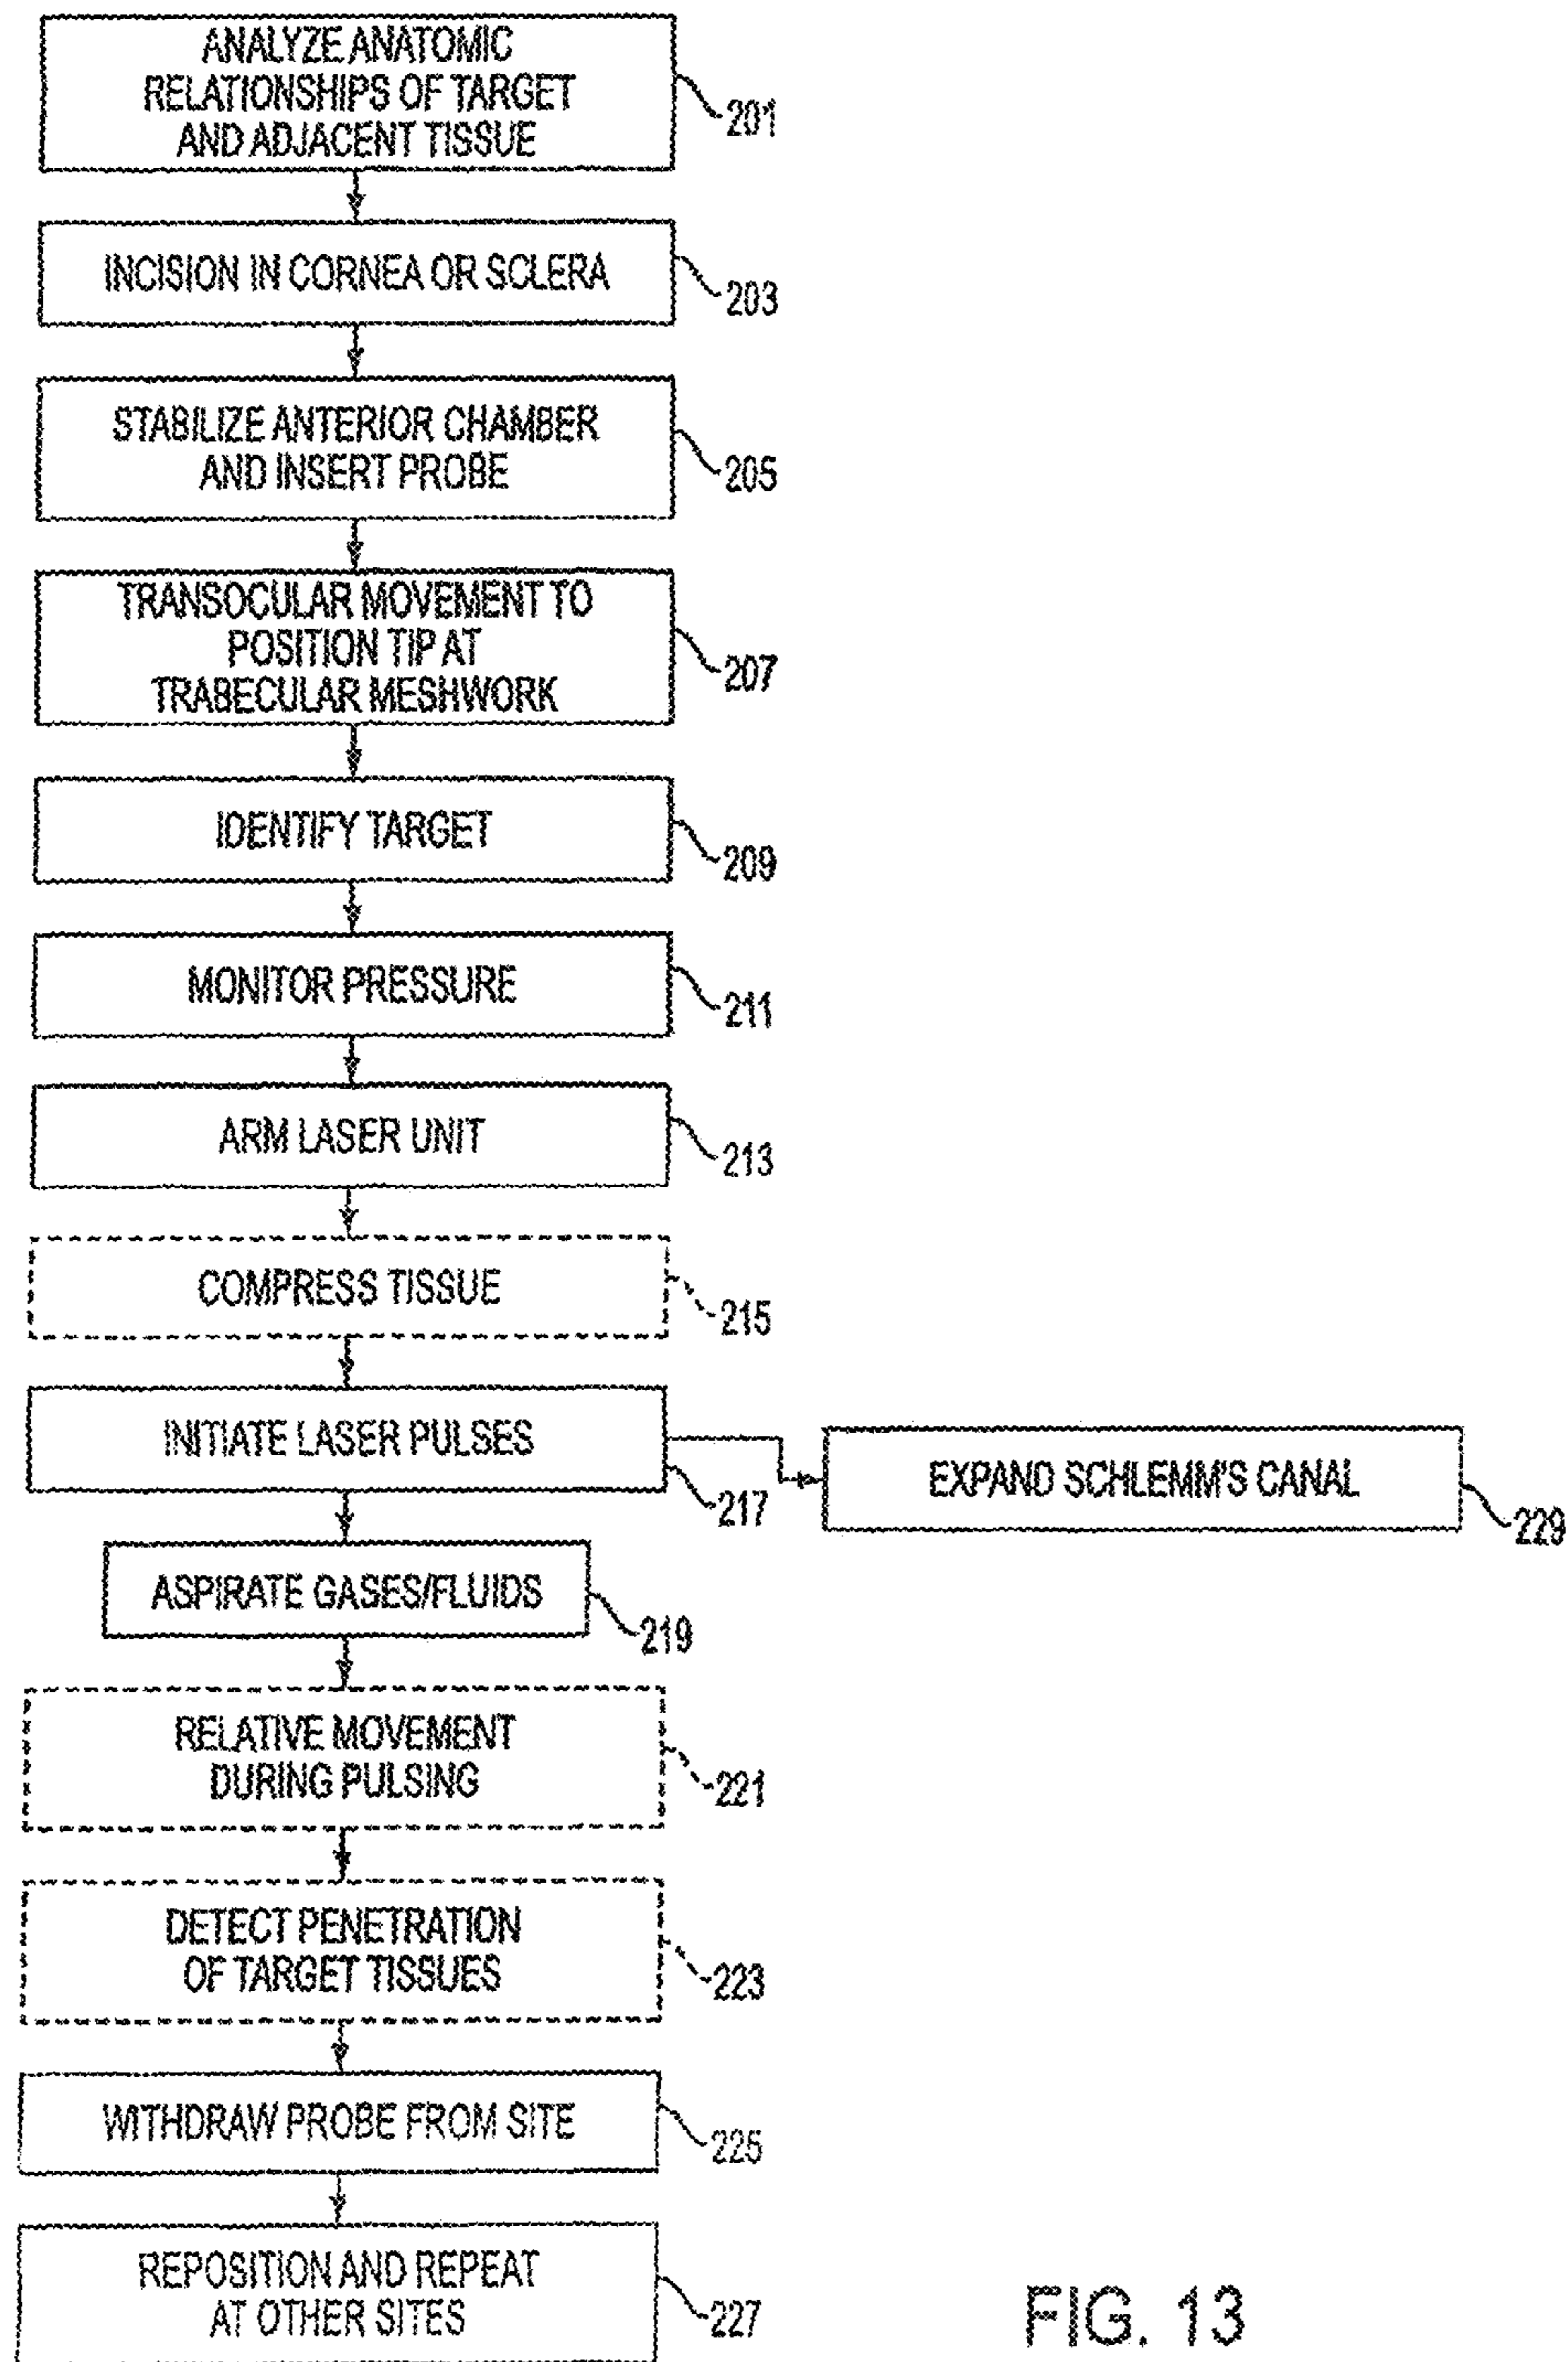 ANALYZE ANATOMIC
RELATIONSHIPS OF TARGET
AND ADJACENT TISSUE
201
INCISION IN CORNEA OR SCLERA
203
STABILIZE ANTERIOR CHAMBER
AND INSERT PROBE
205
TRANSOCULAR MOVEMENT TO
POSITION TIP AT
TRABECULAR MESHWORK
207
IDENTIFY TARGET
209
MONITOR PRESSURE
211
ARM LASER UNIT
213
COMPRESS TISSUE
215
INITIATE LASER PULSES
217
EXPAND SCHLEMM'S CANAL
229
ASPIRATE GASES/FLUIDS
219
RELATIVE MOVEMENT
DURING PULSING
221
DETECT PENETRATION
OF TARGET TISSUES
223
WITHDRAW PROBE FROM SITE
225
REPOSITION AND REPEAT
AT OTHER SITES
227
FIG. 13